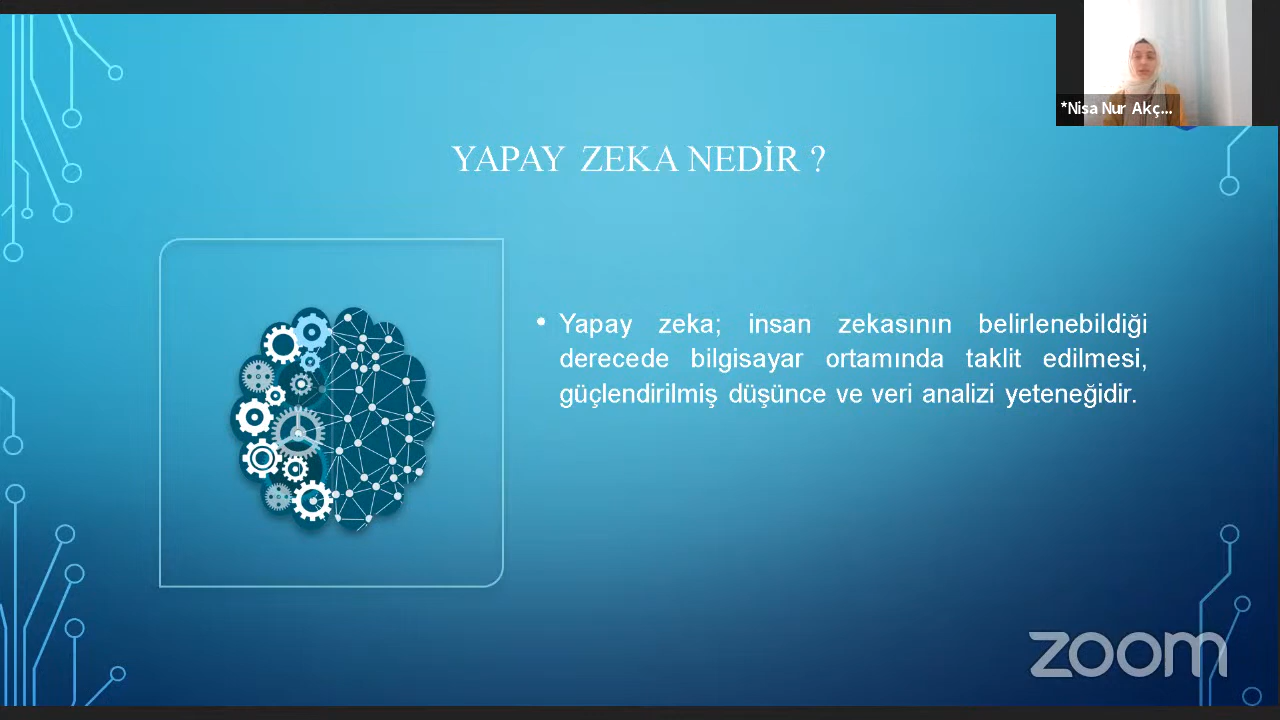 *Nisa Nur Akç...
YAPAY ZEKA NEDİR ?
• Yapay zeka; insan zekasının belirlenebildiği
derecede bilgisayar ortamında taklit edilmesi,
güçlendirilmiş düşünce ve veri analizi yeteneğidir.
zoom